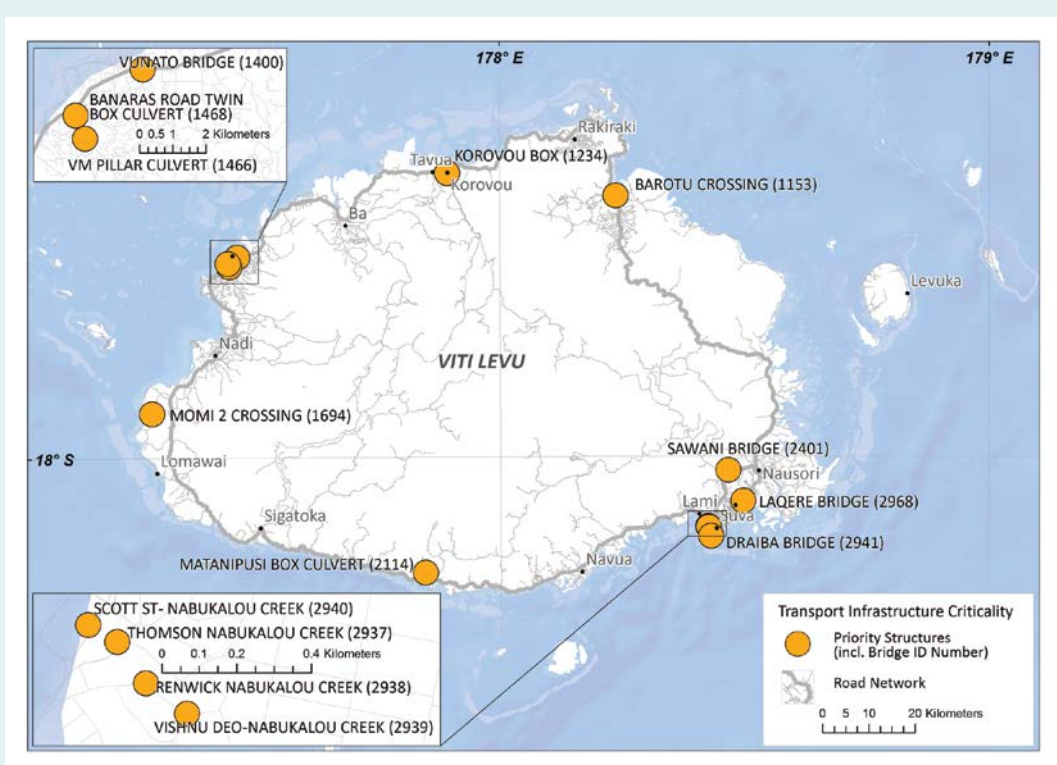 178° E
179° E
VUNATO BRIDGE (1400)
BANARAS ROAD TWIN
BOX CULVERT (1468)
0 0.5 1 2 Kilometers
VM PILLAR CULVERT (1466)
Rakiraki
Tavua
KOROVOU BOX (1234)
Korovou
BAROTU CROSSING (1153)
Ba
Levuka
Nadi
VITI LEVU
MOMI 2 CROSSING (1694)
18° S
Lomawai
SAWANI BRIDGE (2401)
Nausori
Lami
LAQERE BRIDGE (2968)
Suva
Sigatoka
DRAIBA BRIDGE (2941)
MATANIPUSI BOX CULVERT (2114)
Navua
SCOTT ST- NABUKALOU CREEK (2940)
THOMSON NABUKALOU CREEK (2937)
0 0.1 0.2 0.4 Kilometers
RENWICK NABUKALOU CREEK (2938)
VISHNU DEO-NABUKALOU CREEK (2939)
Transport Infrastructure Criticality
Priority Structures
(incl. Bridge ID Number)
Road Network
0 5 10 20 Kilometers